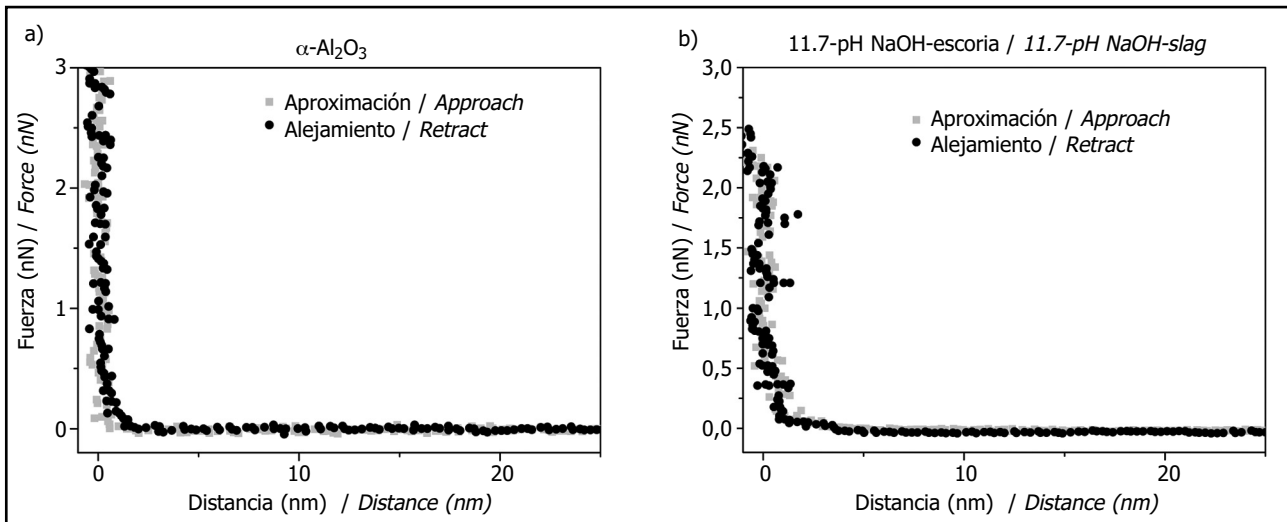 a)
α-Al₂O₃
3
2
1
0
Fuerza (nN) / Force (nN)
Aproximación / Approach
Alejamiento / Retract
0
10
20
Distancia (nm) / Distance (nm)
b)
11.7-pH NaOH-escoria / 11.7-pH NaOH-slag
3,0
2,5
2,0
1,5
1,0
0,5
0,0
Fuerza (nN) / Force (nN)
Aproximación / Approach
Alejamiento / Retract
0
10
20
Distancia (nm) / Distance (nm)